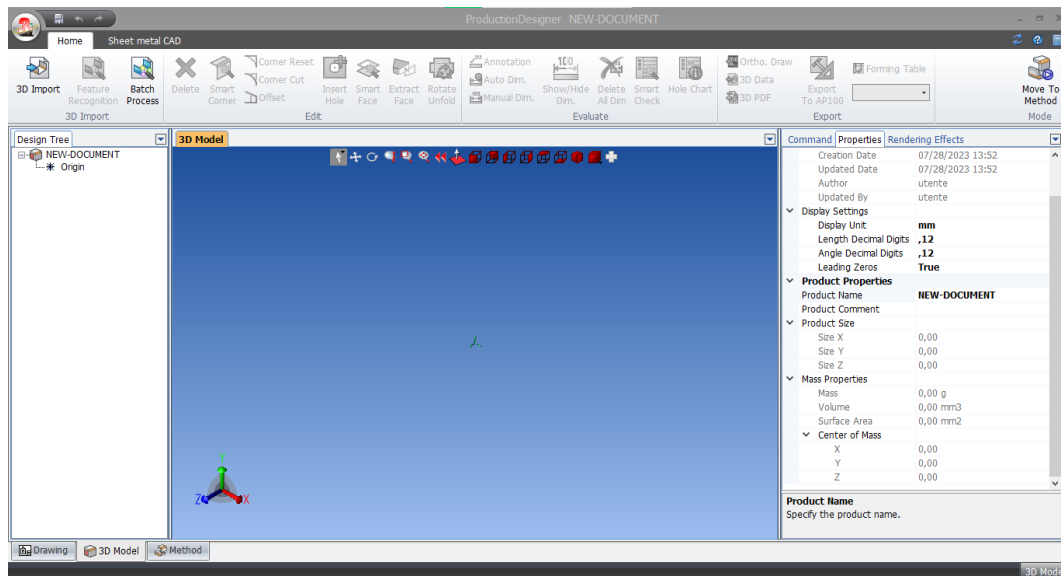 ProductionDesigner NEW-DOCUMENT
Home Sheet metal CAD
3D Import
Feature Recognition
Batch Process
3D Import
Delete
Smart Corner
Corner Reset
Corner Cut
Offset
Insert Hole
Smart Face
Extract Face
Rotate Unfold
Edit
Annotation
Auto Dim.
Manual Dim.
Show/Hide Dim.
Delete All Dim
Smart Check
Hole Chart
Evaluate
Ortho. Draw
3D Data
3D PDF
Export To AP100
Forming Table
Export
Move To Method
Mode
Design Tree
NEW-DOCUMENT
Origin
3D Model
Y
Z X
Command Properties Rendering Effects
Creation Date 07/28/2023 13:52
Updated Date 07/28/2023 13:52
Author utente
Updated By utente
Display Settings
Display Unit mm
Length Decimal Digits ,12
Angle Decimal Digits ,12
Leading Zeros True
Product Properties
Product Name NEW-DOCUMENT
Product Comment
Product Size
Size X 0,00
Size Y 0,00
Size Z 0,00
Mass Properties
Mass 0,00 g
Volume 0,00 mm3
Surface Area 0,00 mm2
Center of Mass
X 0,00
Y 0,00
Z 0,00
Product Name
Specify the product name.
Drawing 3D Model Method
3D Mode